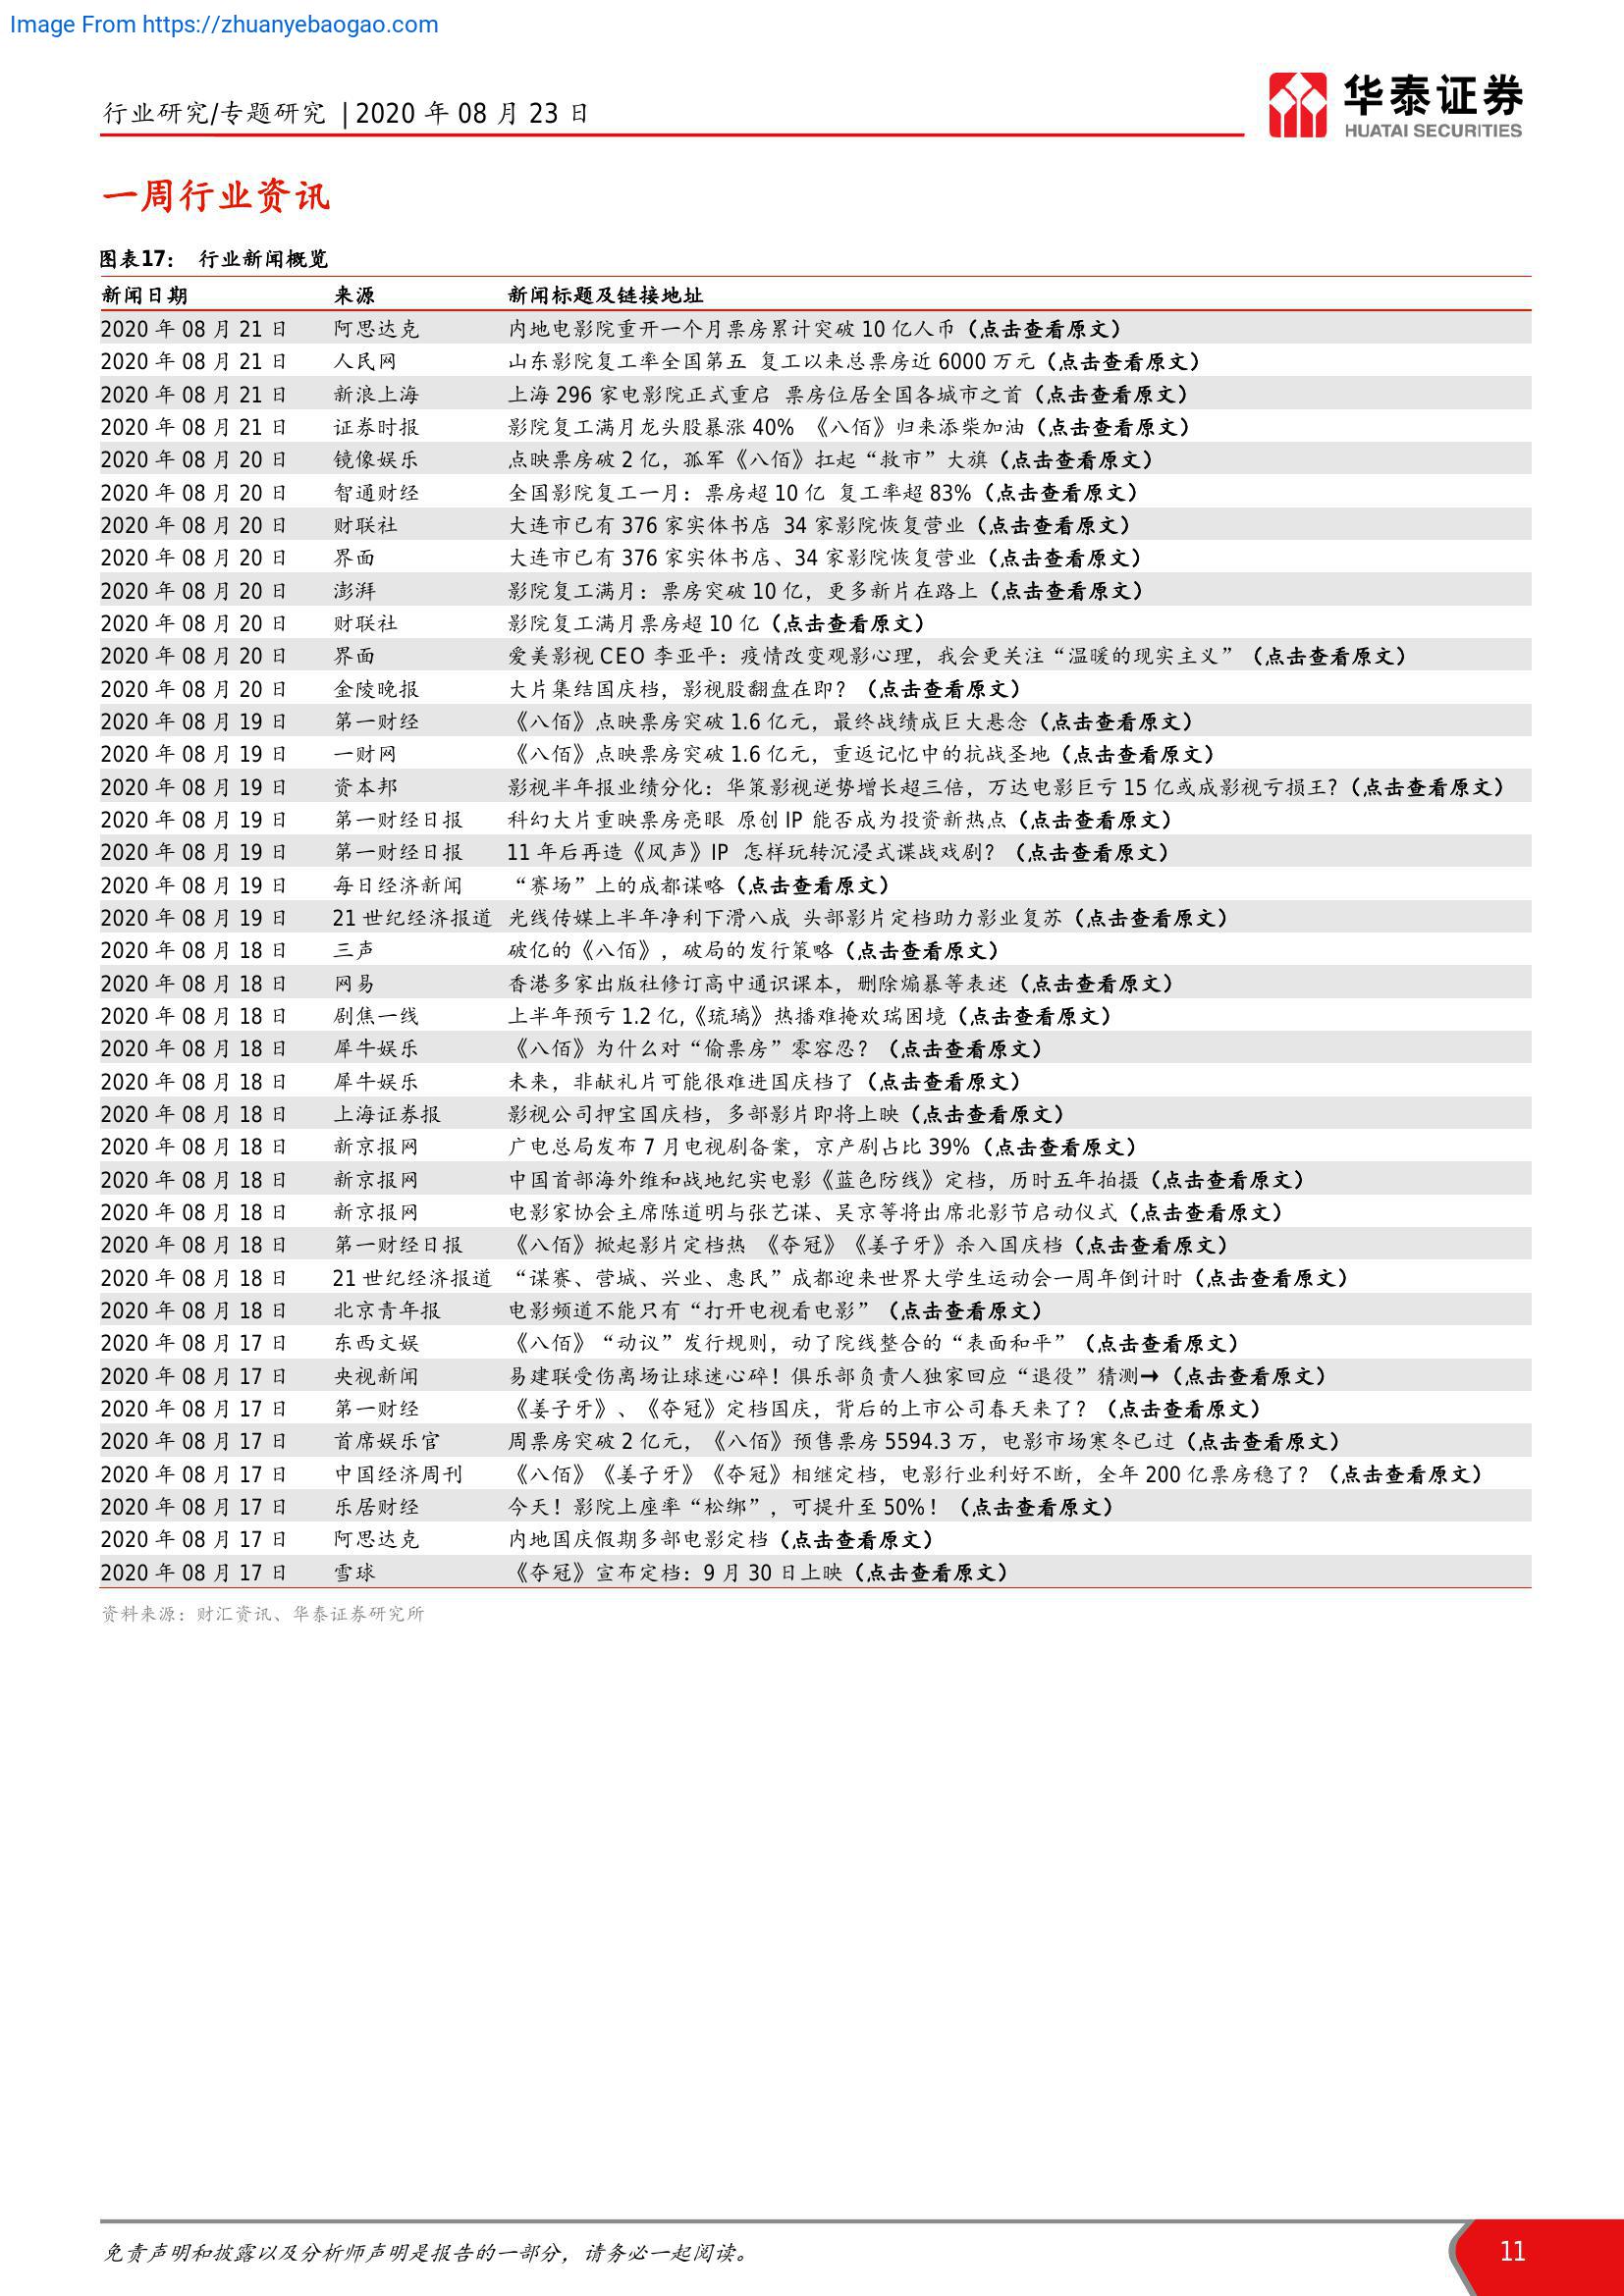 Image From https://zhuanyebaogao.com
行业研究/专题研究 | 2020 年 08 月 23 日
华泰证券
HUATAI SECURITIES
一周行业资讯
图表17： 行业新闻概览
新闻日期 来源 新闻标题及链接地址
2020 年 08 月 21 日 阿思达克 内地电影院重开一个月票房累计突破 10 亿人币（点击查看原文）
2020 年 08 月 21 日 人民网 山东影院复工率全国第五 复工以来总票房近 6000 万元（点击查看原文）
2020 年 08 月 21 日 新浪上海 上海 296 家电影院正式重启 票房位居全国各城市之首（点击查看原文）
2020 年 08 月 21 日 证券时报 影院复工满月龙头股暴涨 40% 《八佰》归来添柴加油（点击查看原文）
2020 年 08 月 20 日 镜像娱乐 点映票房破 2 亿，孤军《八佰》扛起“救市”大旗（点击查看原文）
2020 年 08 月 20 日 智通财经 全国影院复工一月：票房超 10 亿 复工率超 83%（点击查看原文）
2020 年 08 月 20 日 财联社 大连市已有 376 家实体书店 34 家影院恢复营业（点击查看原文）
2020 年 08 月 20 日 界面 大连市已有 376 家实体书店、34 家影院恢复营业（点击查看原文）
2020 年 08 月 20 日 澎湃 影院复工满月：票房突破 10 亿，更多新片在路上（点击查看原文）
2020 年 08 月 20 日 财联社 影院复工满月票房超 10 亿（点击查看原文）
2020 年 08 月 20 日 界面 爱美影视 CEO 李亚平：疫情改变观影心理，我会更关注“温暖的现实主义”（点击查看原文）
2020 年 08 月 20 日 金陵晚报 大片集结国庆档，影视股翻盘在即？（点击查看原文）
2020 年 08 月 19 日 第一财经 《八佰》点映票房突破 1.6 亿元，最终战绩成巨大悬念（点击查看原文）
2020 年 08 月 19 日 一财网 《八佰》点映票房突破 1.6 亿元，重返记忆中的抗战圣地（点击查看原文）
2020 年 08 月 19 日 资本邦 影视半年报业绩分化：华策影视逆势增长超三倍，万达电影巨亏 15 亿或成影视亏损王？（点击查看原文）
2020 年 08 月 19 日 第一财经日报 科幻大片重映票房亮眼 原创 IP 能否成为投资新热点（点击查看原文）
2020 年 08 月 19 日 第一财经日报 11 年后再造《风声》IP 怎样玩转沉浸式谍战戏剧？（点击查看原文）
2020 年 08 月 19 日 每日经济新闻 “赛场”上的成都谋略（点击查看原文）
2020 年 08 月 19 日 21 世纪经济报道 光线传媒上半年净利下滑八成 头部影片定档助力影业复苏（点击查看原文）
2020 年 08 月 18 日 三声 破亿的《八佰》，破局的发行策略（点击查看原文）
2020 年 08 月 18 日 网易 香港多家出版社修订高中通识课本，删除煽暴等表述（点击查看原文）
2020 年 08 月 18 日 剧焦一线 上半年预亏 1.2 亿,《琉璃》热播难掩欢瑞困境（点击查看原文）
2020 年 08 月 18 日 犀牛娱乐 《八佰》为什么对“偷票房”零容忍？（点击查看原文）
2020 年 08 月 18 日 犀牛娱乐 未来，非献礼片可能很难进国庆档了（点击查看原文）
2020 年 08 月 18 日 上海证券报 影视公司押宝国庆档，多部影片即将上映（点击查看原文）
2020 年 08 月 18 日 新京报网 广电总局发布 7 月电视剧备案，京产剧占比 39%（点击查看原文）
2020 年 08 月 18 日 新京报网 中国首部海外维和战地纪实电影《蓝色防线》定档，历时五年拍摄（点击查看原文）
2020 年 08 月 18 日 新京报网 电影家协会主席陈道明与张艺谋、吴京等将出席北影节启动仪式（点击查看原文）
2020 年 08 月 18 日 第一财经日报 《八佰》掀起影片定档热 《夺冠》《姜子牙》杀入国庆档（点击查看原文）
2020 年 08 月 18 日 21 世纪经济报道 “谋赛、营城、兴业、惠民”成都迎来世界大学生运动会一周年倒计时（点击查看原文）
2020 年 08 月 18 日 北京青年报 电影频道不能只有“打开电视看电影”（点击查看原文）
2020 年 08 月 17 日 东西文娱 《八佰》“动议”发行规则，动了院线整合的“表面和平”（点击查看原文）
2020 年 08 月 17 日 央视新闻 易建联受伤离场让球迷心碎！俱乐部负责人独家回应“退役”猜测→（点击查看原文）
2020 年 08 月 17 日 第一财经 《姜子牙》、《夺冠》定档国庆，背后的上市公司春天来了？（点击查看原文）
2020 年 08 月 17 日 首席娱乐官 周票房突破 2 亿元，《八佰》预售票房 5594.3 万，电影市场寒冬已过（点击查看原文）
2020 年 08 月 17 日 中国经济周刊 《八佰》《姜子牙》《夺冠》相继定档，电影行业利好不断，全年 200 亿票房稳了？（点击查看原文）
2020 年 08 月 17 日 乐居财经 今天！影院上座率“松绑”，可提升至 50%！（点击查看原文）
2020 年 08 月 17 日 阿思达克 内地国庆假期多部电影定档（点击查看原文）
2020 年 08 月 17 日 雪球 《夺冠》宣布定档：9 月 30 日上映（点击查看原文）
资料来源：财汇资讯、华泰证券研究所
免责声明和披露以及分析师声明是报告的一部分，请务必一起阅读。
11